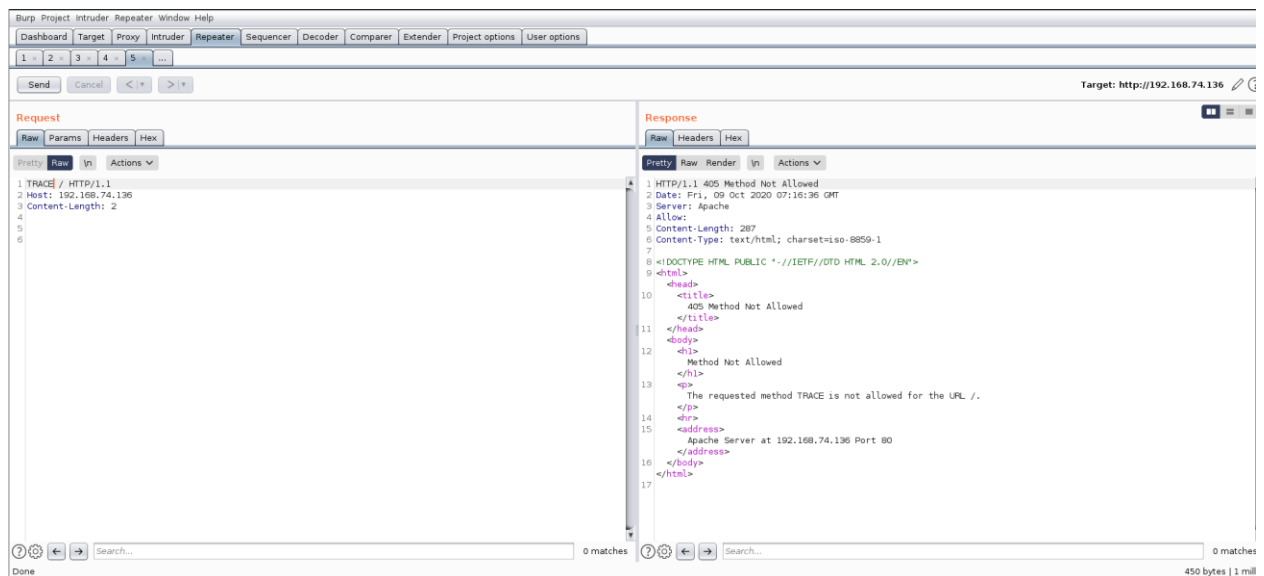 Burp Project Intruder Repeater Window Help
Dashboard Target Proxy Intruder Repeater Sequencer Decoder Comparer Extender Project options User options
1 × 2 × 3 × 4 × 5 × ...
Send Cancel < >
Target: http://192.168.74.136
Request
Raw Params Headers Hex
Pretty Raw \n Actions
1 TRACE / HTTP/1.1
2 Host: 192.168.74.136
3 Content-Length: 2
4
5
6
Search...
0 matches
Done
Response
Raw Headers Hex
Pretty Raw Render \n Actions
1 HTTP/1.1 405 Method Not Allowed
2 Date: Fri, 09 Oct 2020 07:16:36 GMT
3 Server: Apache
4 Allow:
5 Content-Length: 287
6 Content-Type: text/html; charset=iso-8859-1
7
8 <!DOCTYPE HTML PUBLIC "-//IETF//DTD HTML 2.0//EN">
9 <html>
<head>
10 <title>
405 Method Not Allowed
</title>
11 </head>
<body>
12 <h1>
Method Not Allowed
</h1>
13 <p>
The requested method TRACE is not allowed for the URL /.
</p>
14 <hr>
15 <address>
Apache Server at 192.168.74.136 Port 80
</address>
16 </body>
</html>
17
Search...
0 matches
450 bytes | 1 mill